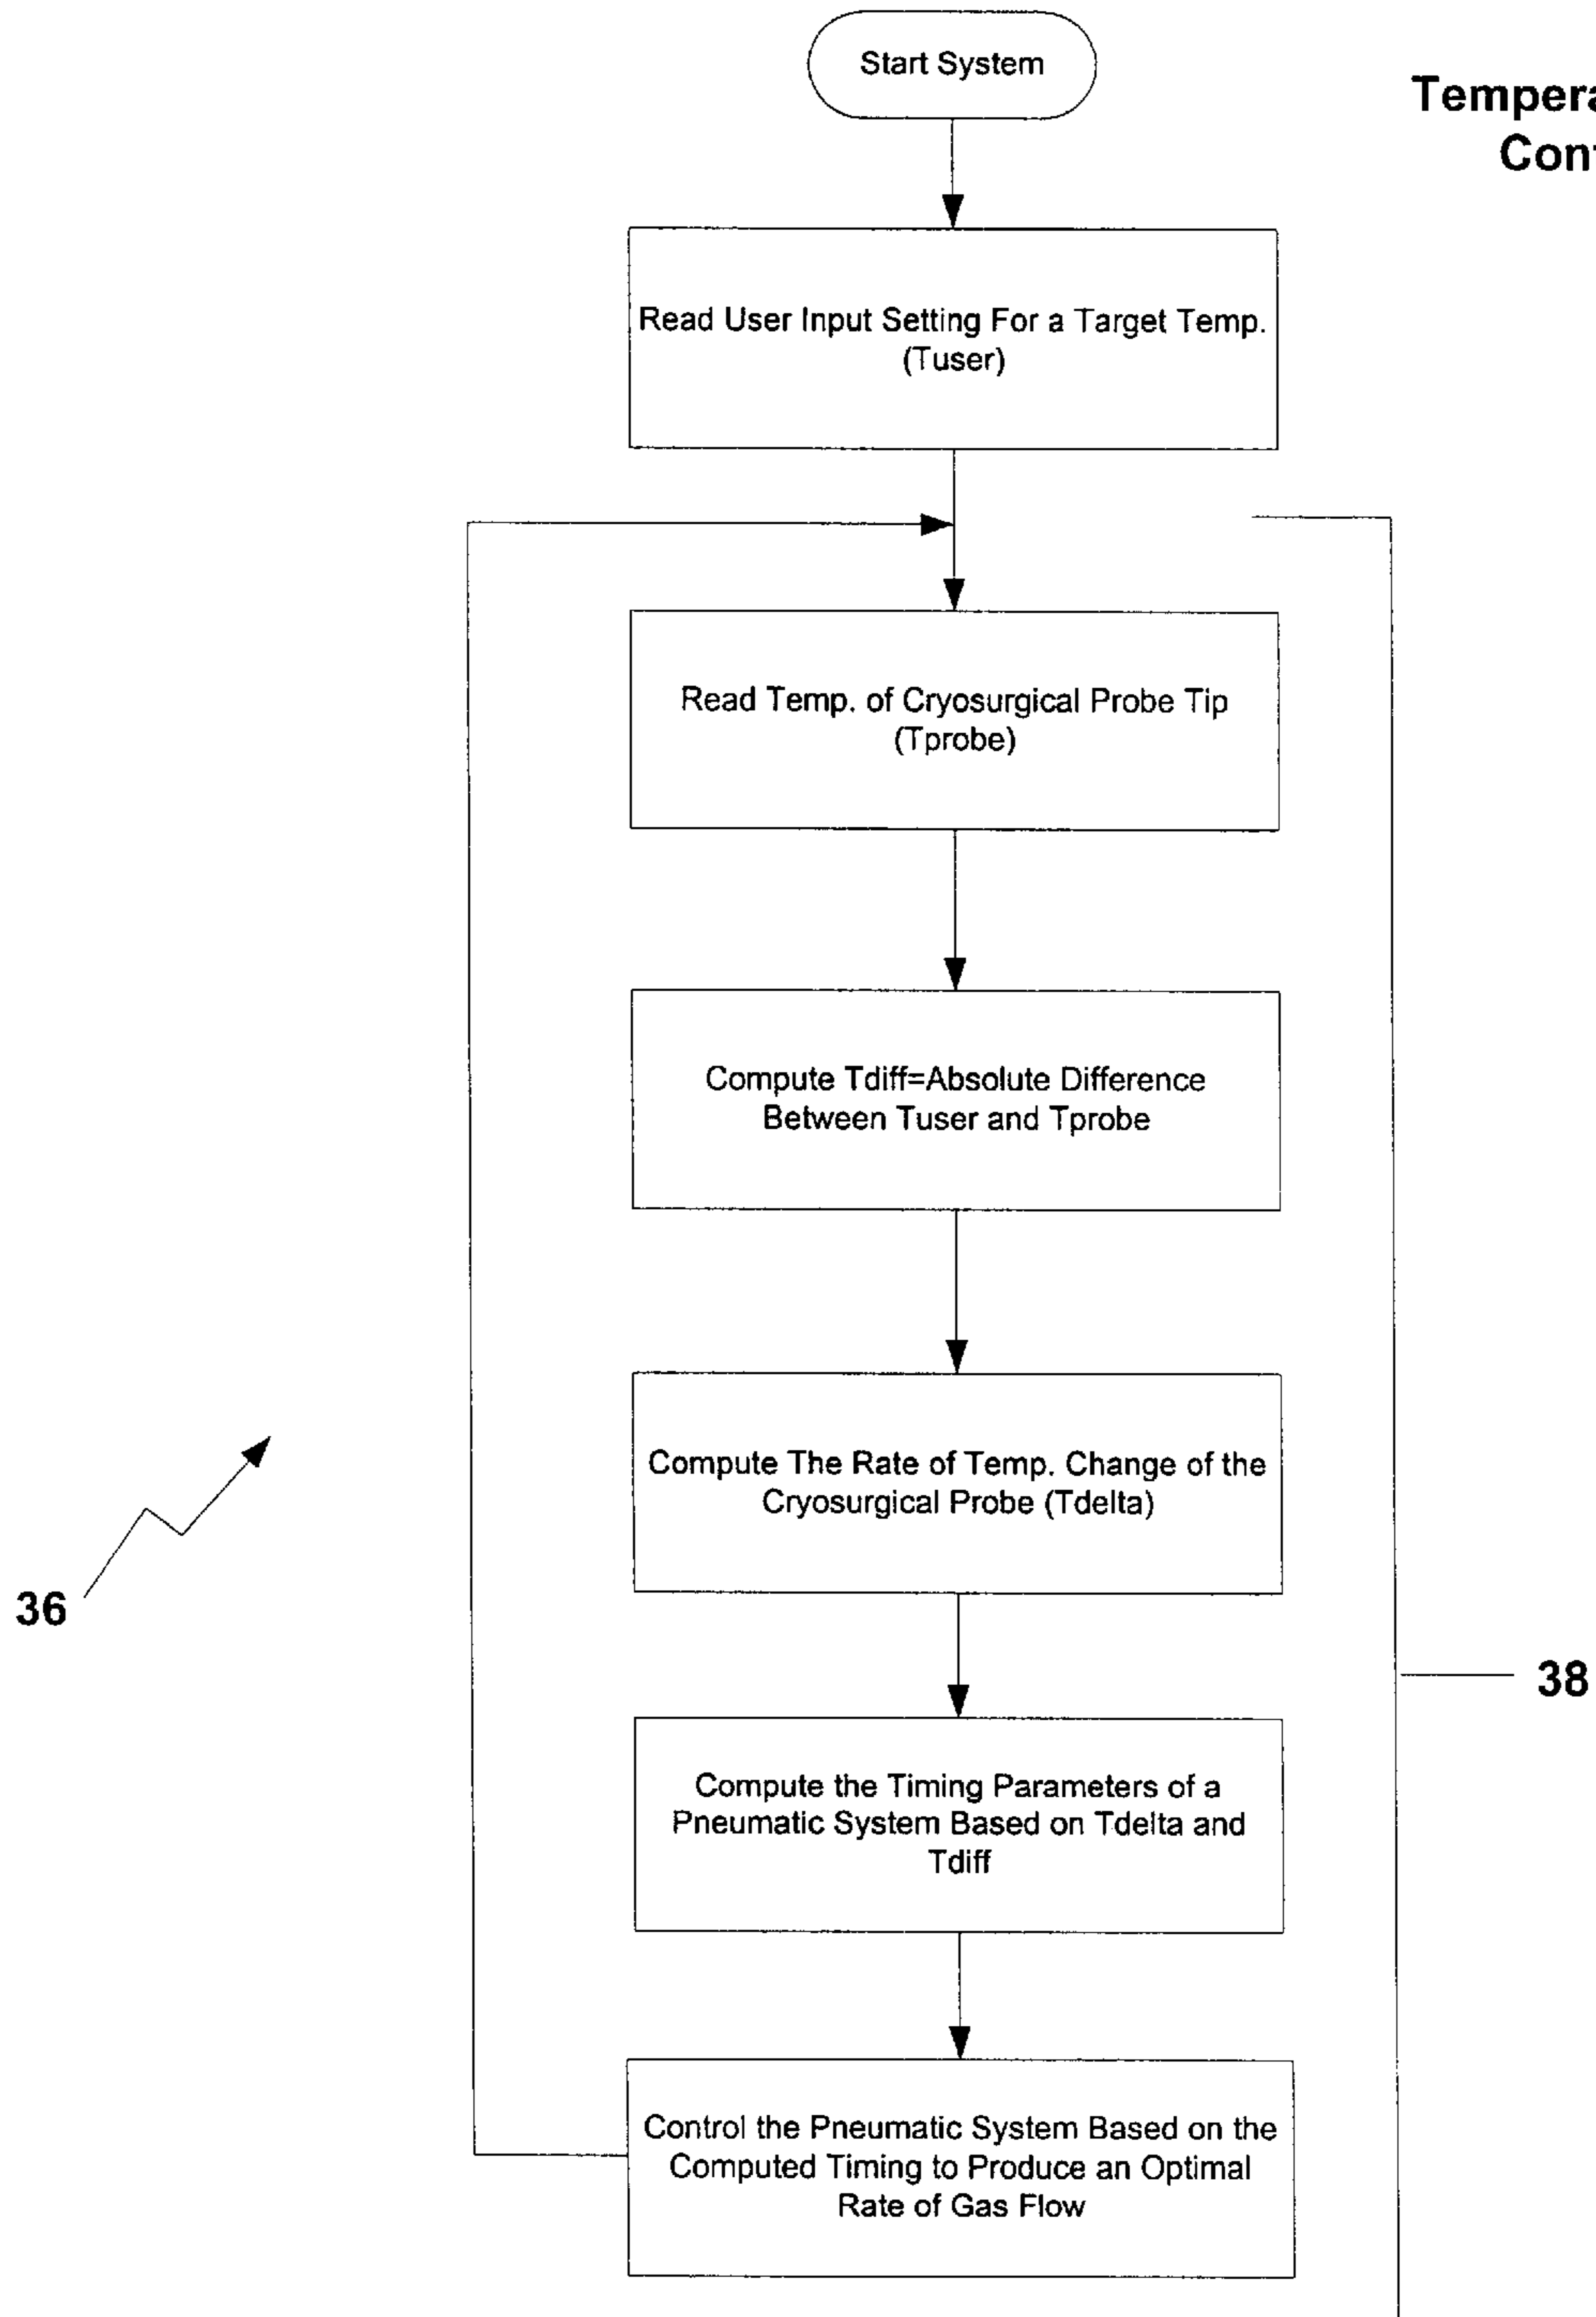 Start System
Read User Input Setting For a Target Temp.
(Tuser)
Read Temp. of Cryosurgical Probe Tip
(Tprobe)
Compute Tdiff=Absolute Difference
Between Tuser and Tprobe
Compute The Rate of Temp. Change of the
Cryosurgical Probe (Tdelta)
36
38
Compute the Timing Parameters of a
Pneumatic System Based on Tdelta and
Tdiff
Control the Pneumatic System Based on the
Computed Timing to Produce an Optimal
Rate of Gas Flow